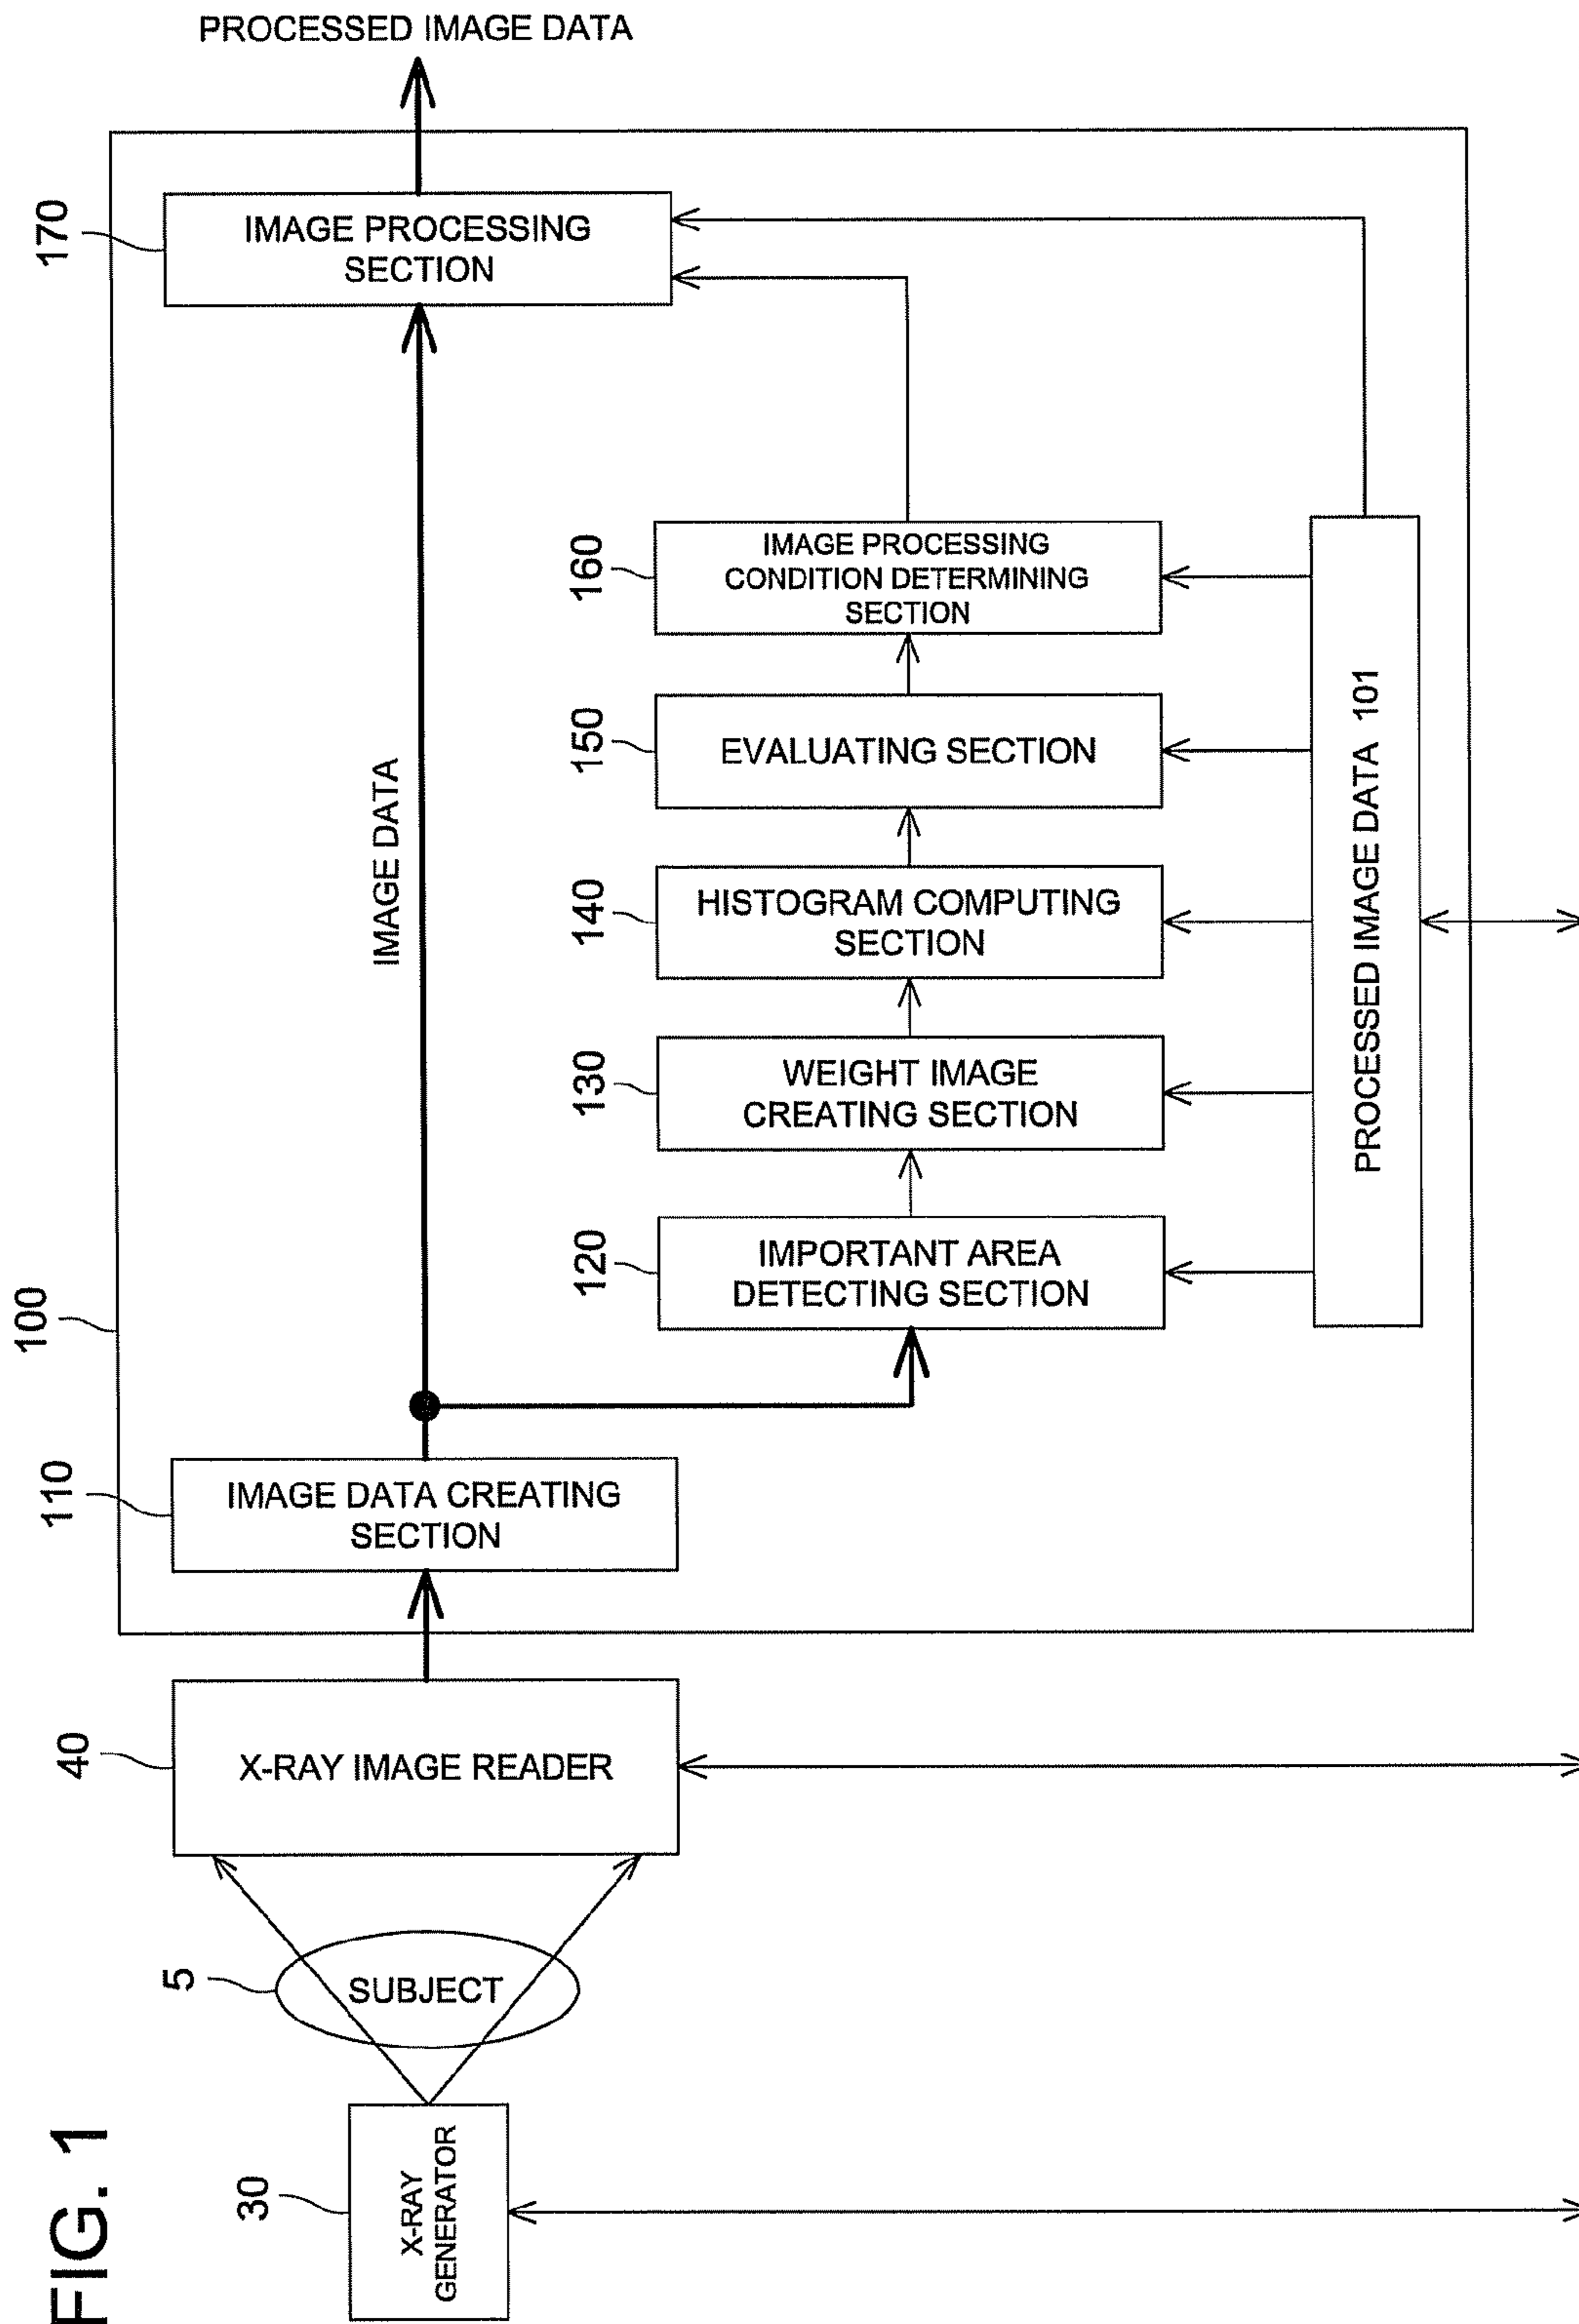 PROCESSED IMAGE DATA
170
IMAGE PROCESSING
SECTION
IMAGE DATA
160
IMAGE PROCESSING
CONDITION DETERMINING
SECTION
150
EVALUATING SECTION
140
HISTOGRAM COMPUTING
SECTION
130
WEIGHT IMAGE
CREATING SECTION
120
IMPORTANT AREA
DETECTING SECTION
PROCESSED IMAGE DATA 101
100
110
IMAGE DATA CREATING
SECTION
40
X-RAY IMAGE READER
5
SUBJECT
30
X-RAY
GENERATOR
FIG. 1